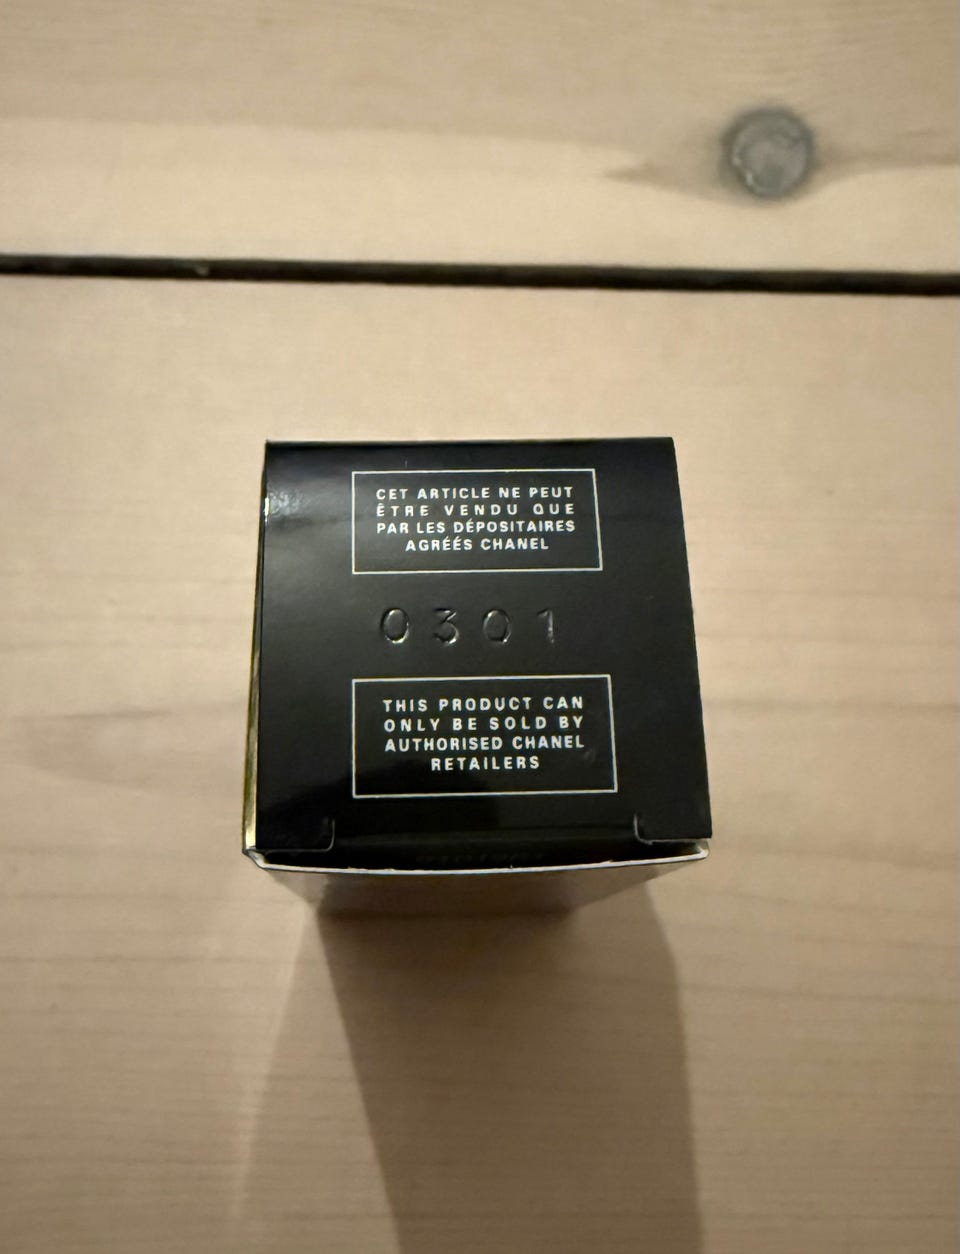 CET ARTICLE NE PEUT
ÊTRE VENDU QUE
PAR LES DÉPOSITAIRES
AGRÉÉS CHANEL
0301
THIS PRODUCT CAN
ONLY BE SOLD BY
AUTHORISED CHANEL
RETAILERS